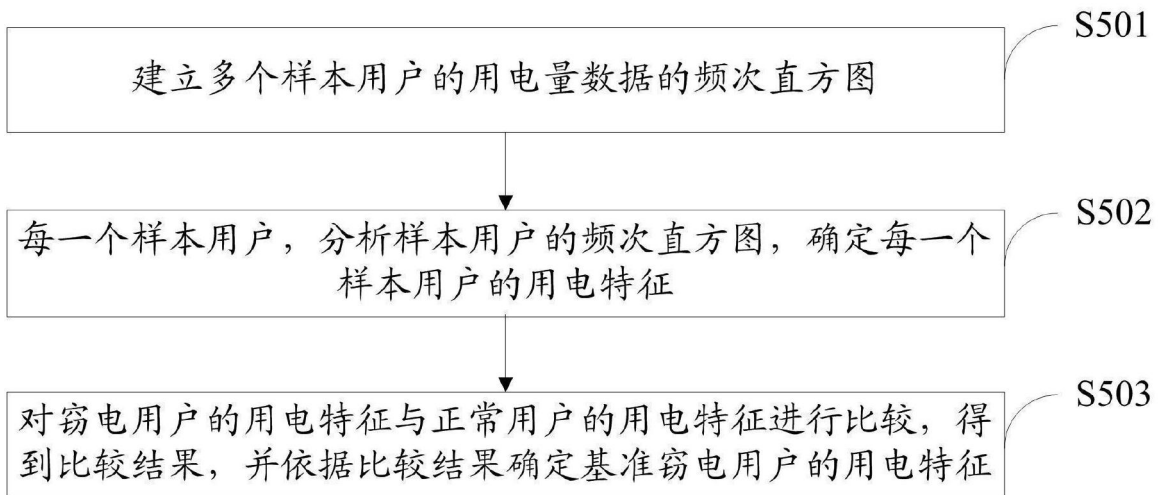 S501
建立多个样本用户的用电量数据的频次直方图
S502
每一个样本用户，分析样本用户的频次直方图，确定每一个
样本用户的用电特征
S503
对窃电用户的用电特征与正常用户的用电特征进行比较，得
到比较结果，并依据比较结果确定基准窃电用户的用电特征